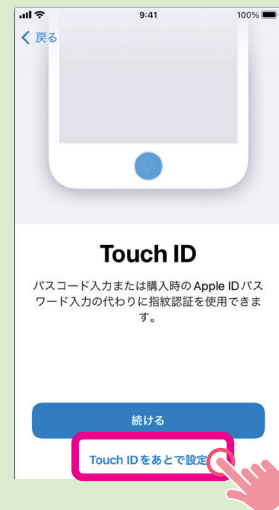 9:41
100%
戻る
Touch ID
パスコード入力または購入時のApple IDパス
ワード入力の代わりに指紋認証を使用できま
す。
続ける
Touch IDをあとで設定